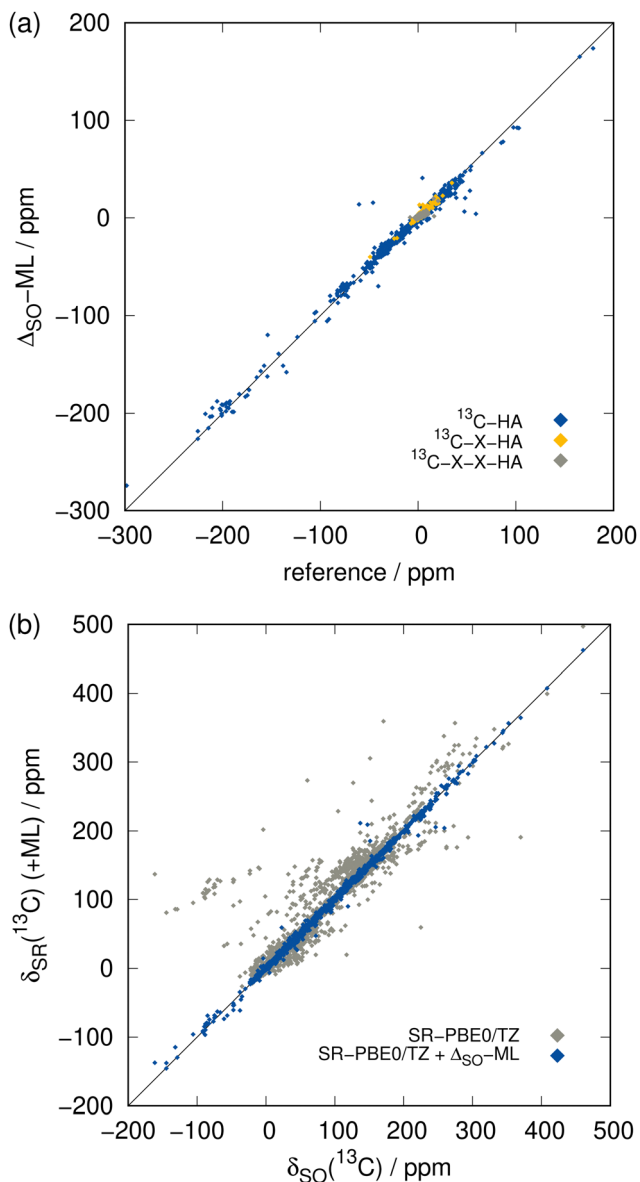 (a)
200
100
0
−100
−200
−300
ΔSO−ML / ppm
13C−HA
13C−X−HA
13C−X−X−HA
−300 −200 −100 0 100 200
reference / ppm
(b)
500
400
300
200
100
0
−100
−200
δSR(13C) (+ML) / ppm
SR−PBE0/TZ
SR−PBE0/TZ + ΔSO−ML
−200 −100 0 100 200 300 400 500
δSO(13C) / ppm